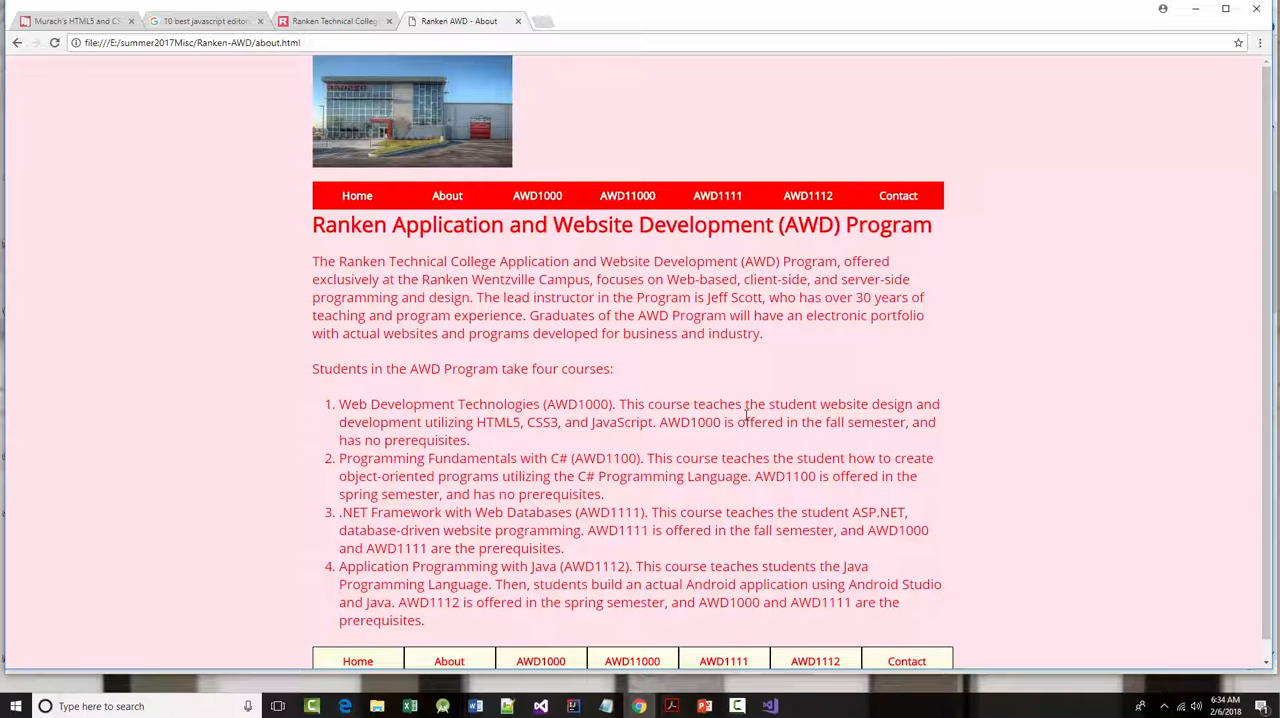 Murach's HTML5 and CS
10 best javascript editor
Ranken Technical Colleg
Ranken AWD - About
file:///E:/summer2017Misc/Ranken-AWD/about.html
Home About AWD1000 AWD11000 AWD1111 AWD1112 Contact
Ranken Application and Website Development (AWD) Program
The Ranken Technical College Application and Website Development (AWD) Program, offered
exclusively at the Ranken Wentzville Campus, focuses on Web-based, client-side, and server-side
programming and design. The lead instructor in the Program is Jeff Scott, who has over 30 years of
teaching and program experience. Graduates of the AWD Program will have an electronic portfolio
with actual websites and programs developed for business and industry.
Students in the AWD Program take four courses:
1. Web Development Technologies (AWD1000). This course teaches the student website design and
development utilizing HTML5, CSS3, and JavaScript. AWD1000 is offered in the fall semester, and
has no prerequisites.
2. Programming Fundamentals with C# (AWD1100). This course teaches the student how to create
object-oriented programs utilizing the C# Programming Language. AWD1100 is offered in the
spring semester, and has no prerequisites.
3. .NET Framework with Web Databases (AWD1111). This course teaches the student ASP.NET,
database-driven website programming. AWD1111 is offered in the fall semester, and AWD1000
and AWD1111 are the prerequisites.
4. Application Programming with Java (AWD1112). This course teaches students the Java
Programming Language. Then, students build an actual Android application using Android Studio
and Java. AWD1112 is offered in the spring semester, and AWD1000 and AWD1111 are the
prerequisites.
Home About AWD1000 AWD11000 AWD1111 AWD1112 Contact
Type here to search
6:34 AM
2/6/2018